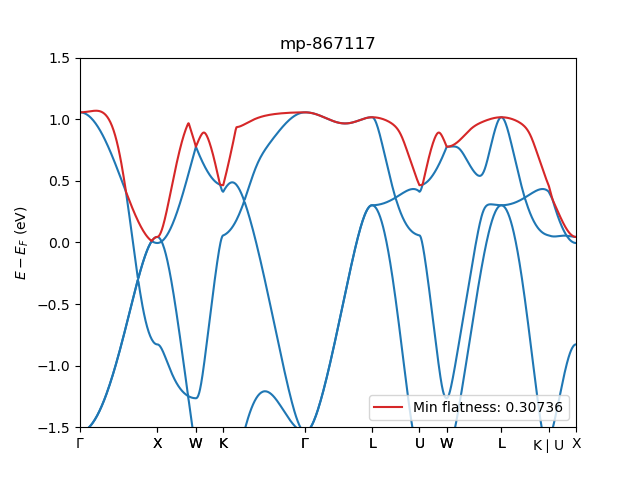 mp-867117
E − E_F (eV)
1.5
1.0
0.5
0.0
−0.5
−1.0
−1.5
Min flatness: 0.30736
Γ X W K Γ L U W L K | U X